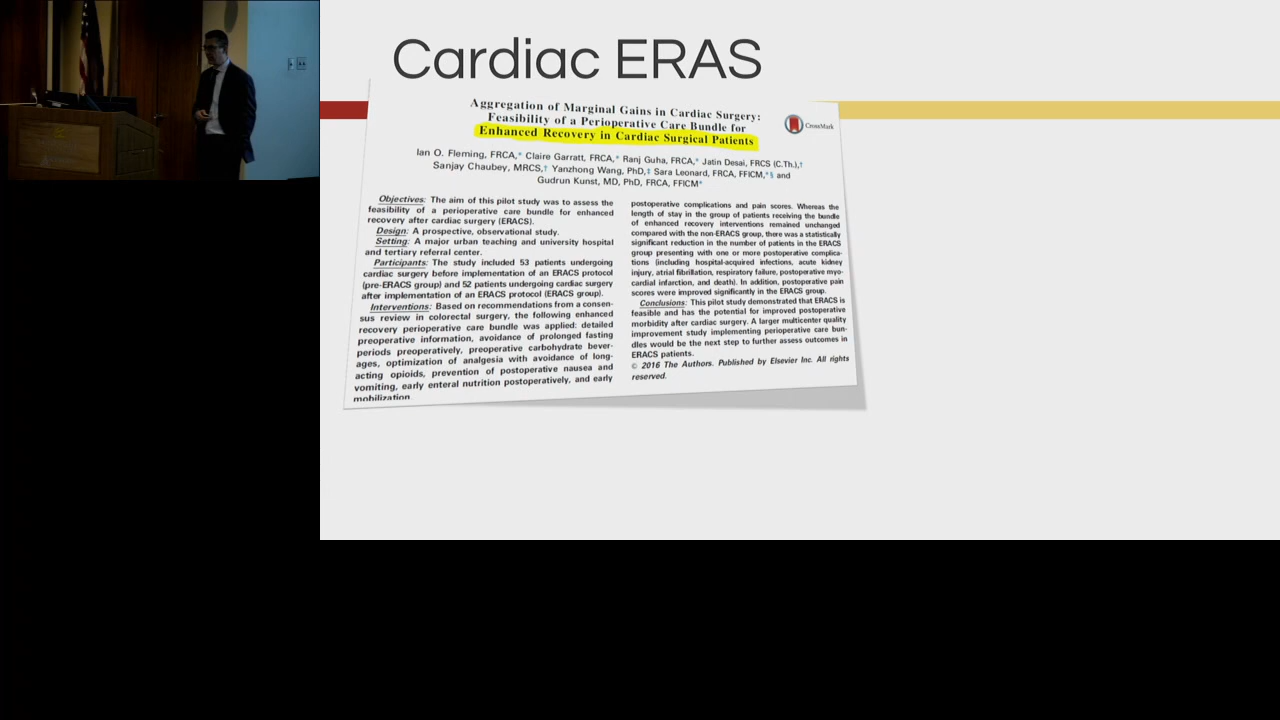 Cardiac ERAS
Aggregation of Marginal Gains in Cardiac Surgery:
Feasibility of a Perioperative Care Bundle for
Enhanced Recovery in Cardiac Surgical Patients
CrossMark
Ian O. Fleming, FRCA,* Claire Garratt, FRCA,* Ranj Guha, FRCA,* Jatin Desai, FRCS (C.Th.),†
Sanjay Chaubey, MRCS,† Yanzhong Wang, PhD,‡ Sara Leonard, FRCA, FFICM,*§ and
Gudrun Kunst, MD, PhD, FRCA, FFICM*
Objectives: The aim of this pilot study was to assess the
feasibility of a perioperative care bundle for enhanced
recovery after cardiac surgery (ERACS).
Design: A prospective, observational study.
Setting: A major urban teaching and university hospital
and tertiary referral center.
Participants: The study included 53 patients undergoing
cardiac surgery before implementation of an ERACS protocol
(pre-ERACS group) and 52 patients undergoing cardiac surgery
after implementation of an ERACS protocol (ERACS group).
Interventions: Based on recommendations from a consen-
sus review in colorectal surgery, the following enhanced
recovery perioperative care bundle was applied: detailed
preoperative information, avoidance of prolonged fasting
periods preoperatively, preoperative carbohydrate bever-
ages, optimization of analgesia with avoidance of long-
acting opioids, prevention of postoperative nausea and
vomiting, early enteral nutrition postoperatively, and early
mobilization.
postoperative complications and pain scores. Whereas the
length of stay in the group of patients receiving the bundle
of enhanced recovery interventions remained unchanged
compared with the non-ERACS group, there was a statistically
significant reduction in the number of patients in the ERACS
group presenting with one or more postoperative complica-
tions (including hospital-acquired infections, acute kidney
injury, atrial fibrillation, respiratory failure, postoperative myo-
cardial infarction, and death). In addition, postoperative pain
scores were improved significantly in the ERACS group.
Conclusions: This pilot study demonstrated that ERACS is
feasible and has the potential for improved postoperative
morbidity after cardiac surgery. A larger multicenter quality
improvement study implementing perioperative care bun-
dles would be the next step to further assess outcomes in
ERACS patients.
© 2016 The Authors. Published by Elsevier Inc. All rights
reserved.